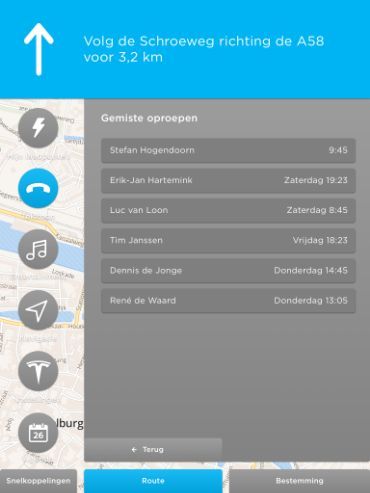 Volg de Schroeweg richting de A58
voor 3,2 km
Gemiste oproepen
Stefan Hogendoorn 9:45
Erik-Jan Hartemink Zaterdag 19:23
Luc van Loon Zaterdag 8:45
Tim Janssen Vrijdag 18:23
Dennis de Jonge Donderdag 14:45
René de Waard Donderdag 13:05
26
lburg
← Terug
Snelkoppelingen Route Bestemming